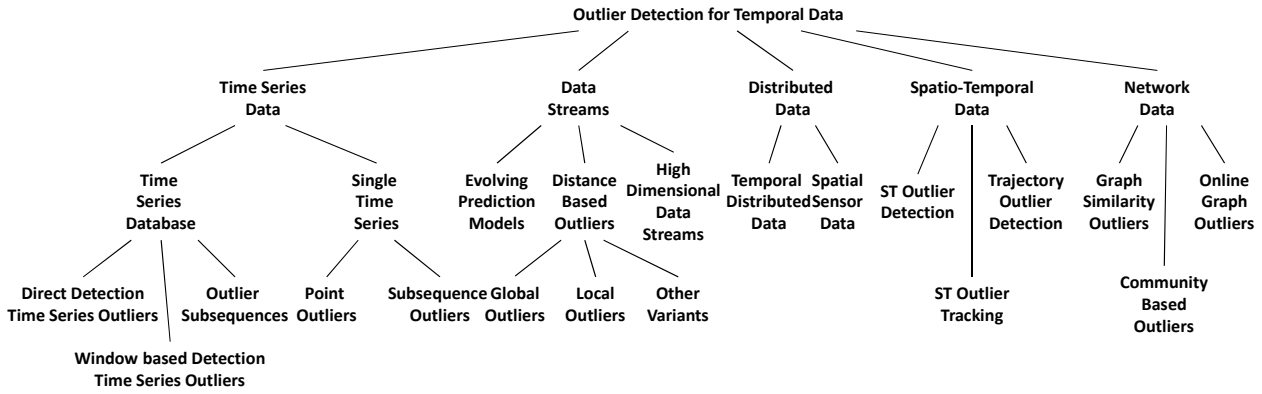 Outlier Detection for Temporal Data
Time Series
Data
Data
Streams
Distributed
Data
Spatio-Temporal
Data
Network
Data
Time
Series
Database
Single
Time
Series
Evolving
Prediction
Models
Distance
Based
Outliers
High
Dimensional
Data
Streams
Temporal
Distributed
Data
Spatial
Sensor
Data
ST Outlier
Detection
Trajectory
Outlier
Detection
Graph
Similarity
Outliers
Online
Graph
Outliers
Direct Detection
Time Series Outliers
Outlier
Subsequences
Point
Outliers
Subsequence
Outliers
Global
Outliers
Local
Outliers
Other
Variants
ST Outlier
Tracking
Community
Based
Outliers
Window based Detection
Time Series Outliers